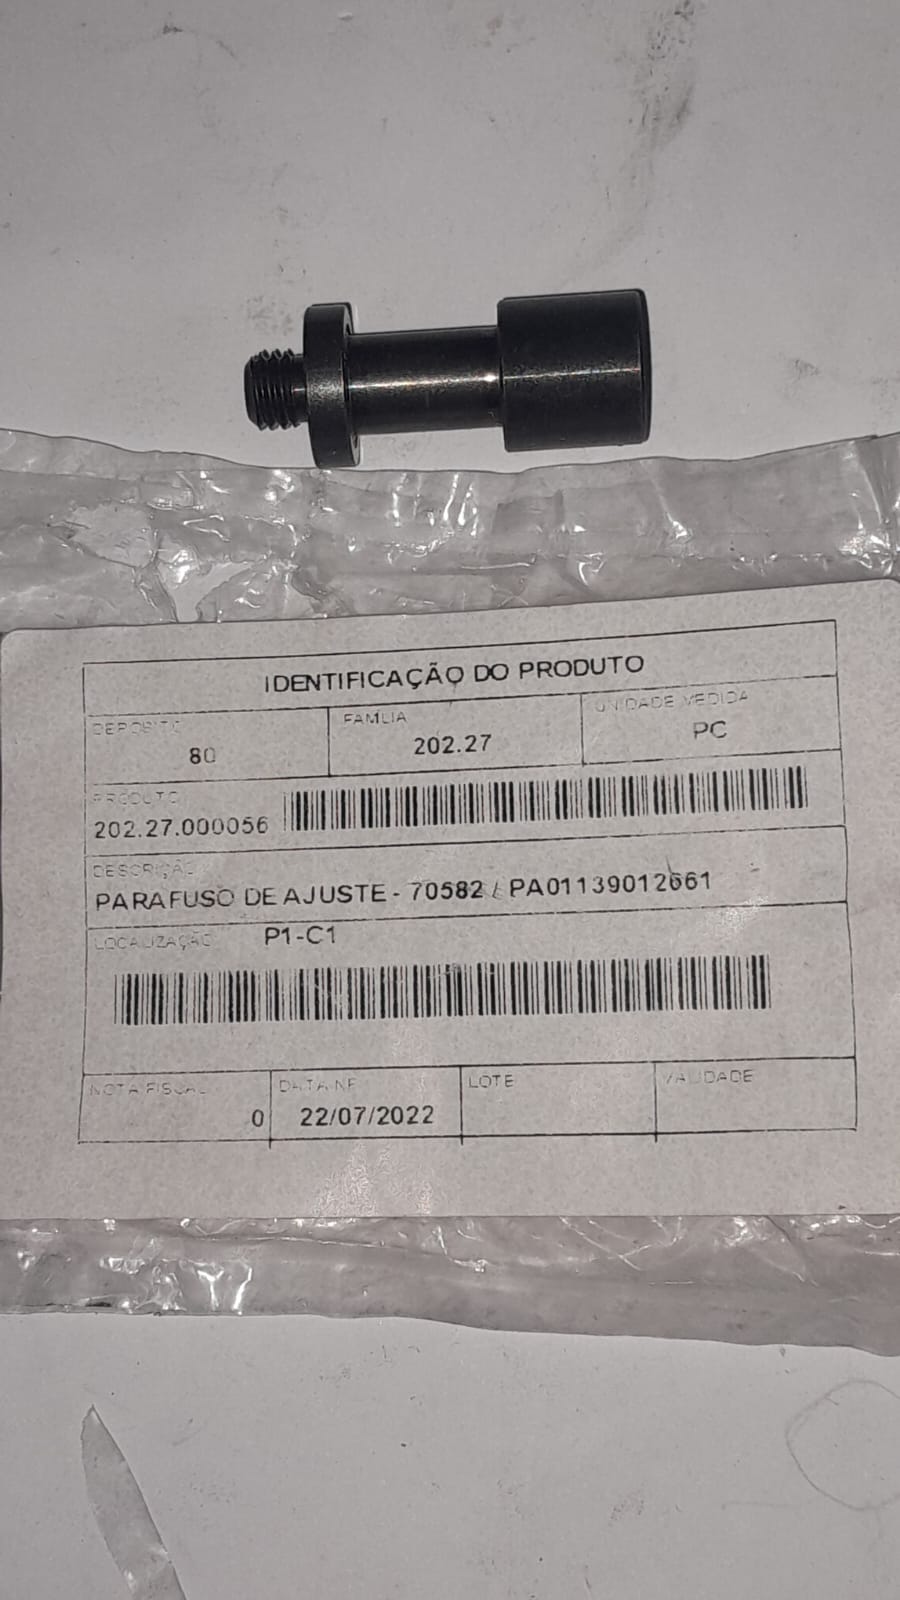 IDENTIFICAÇÃO DO PRODUTO
DEPOSITO
FAMÍLIA
UNIDADE MEDIDA
80
202.27
PC
PRODUTO
202.27.000056
DESCRIÇÃO
PARAFUSO DE AJUSTE - 70582 / PA01139012661
LOCALIZAÇÃO P1-C1
NOTA FISCAL
DATA NF
LOTE
VALIDADE
0
22/07/2022